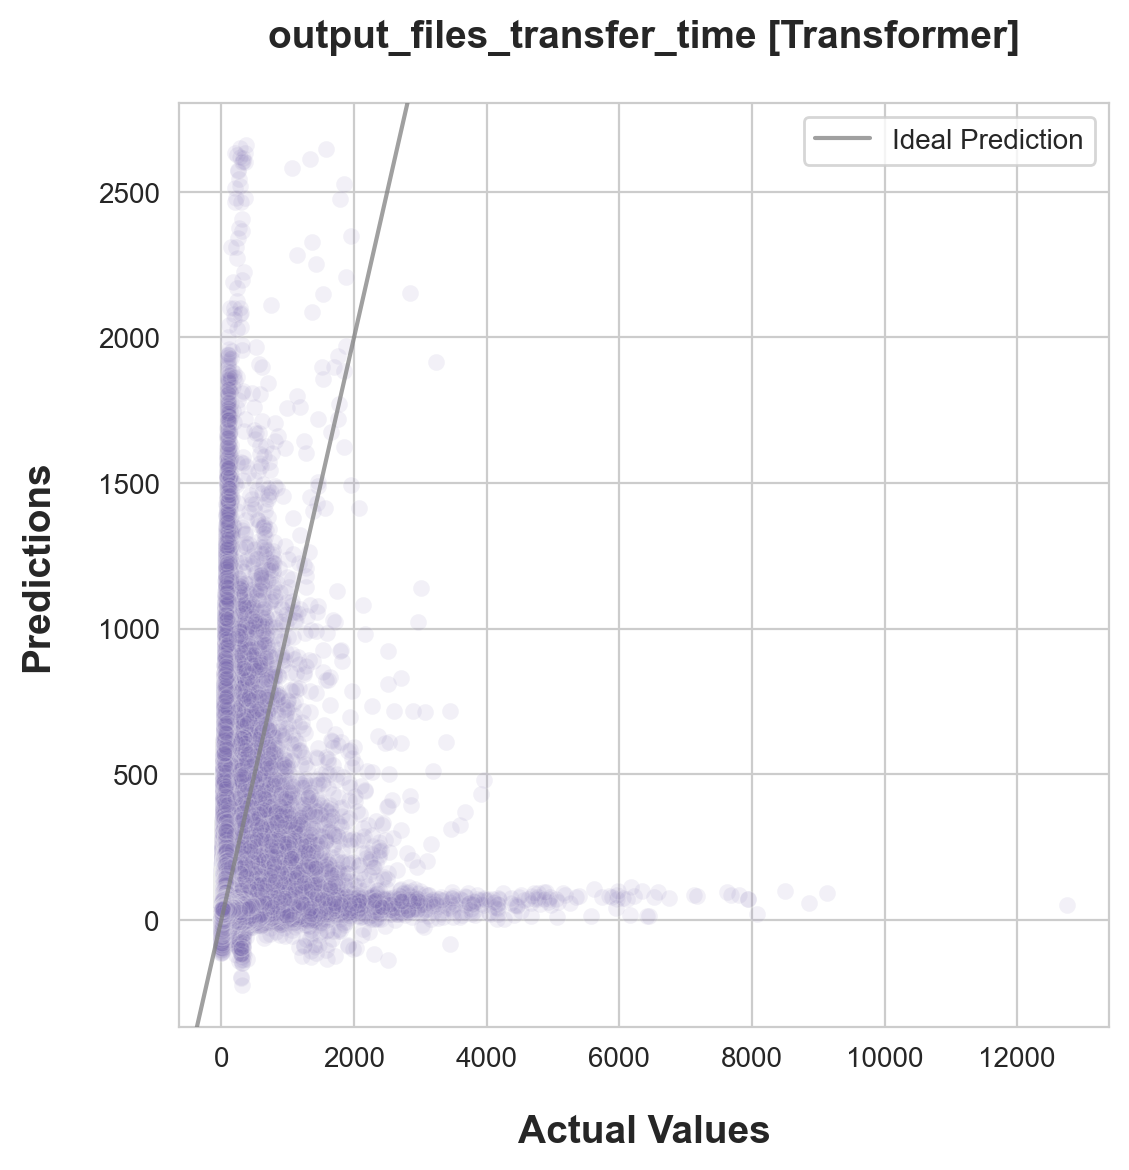 output_files_transfer_time [Transformer]
Ideal Prediction
2500
2000
1500
1000
500
0
Predictions
0 2000 4000 6000 8000 10000 12000
Actual Values